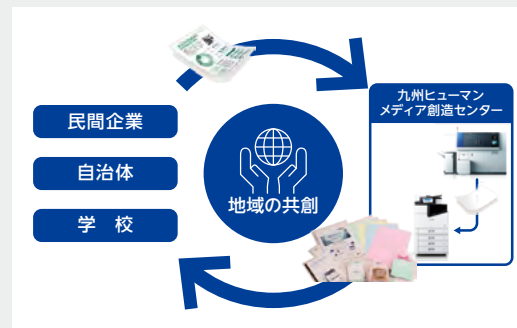 民間企業
自治体
学 校
地域の共創
九州ヒューマン
メディア創造センター